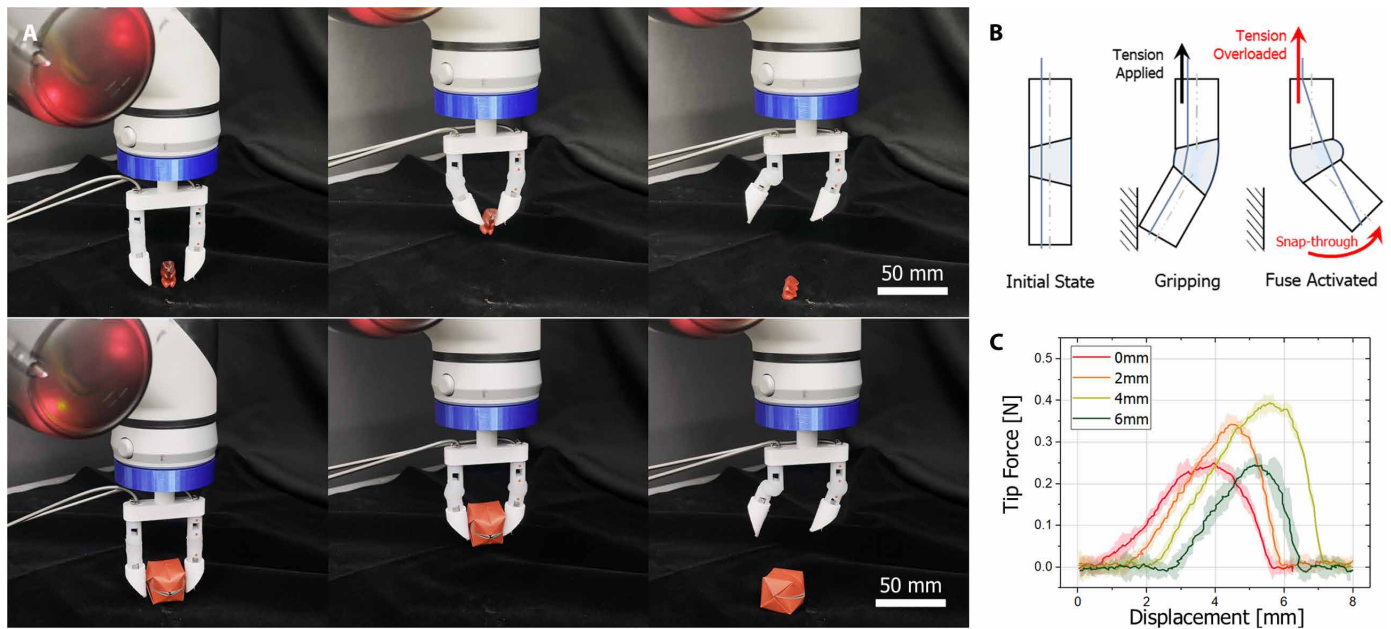 A
50 mm
50 mm
B
Tension
Applied
Tension
Overloaded
Snap-through
Initial State
Gripping
Fuse Activated
C
Tip Force [N]
0.5
0.4
0.3
0.2
0.1
0.0
0mm
2mm
4mm
6mm
0
2
4
6
8
Displacement [mm]